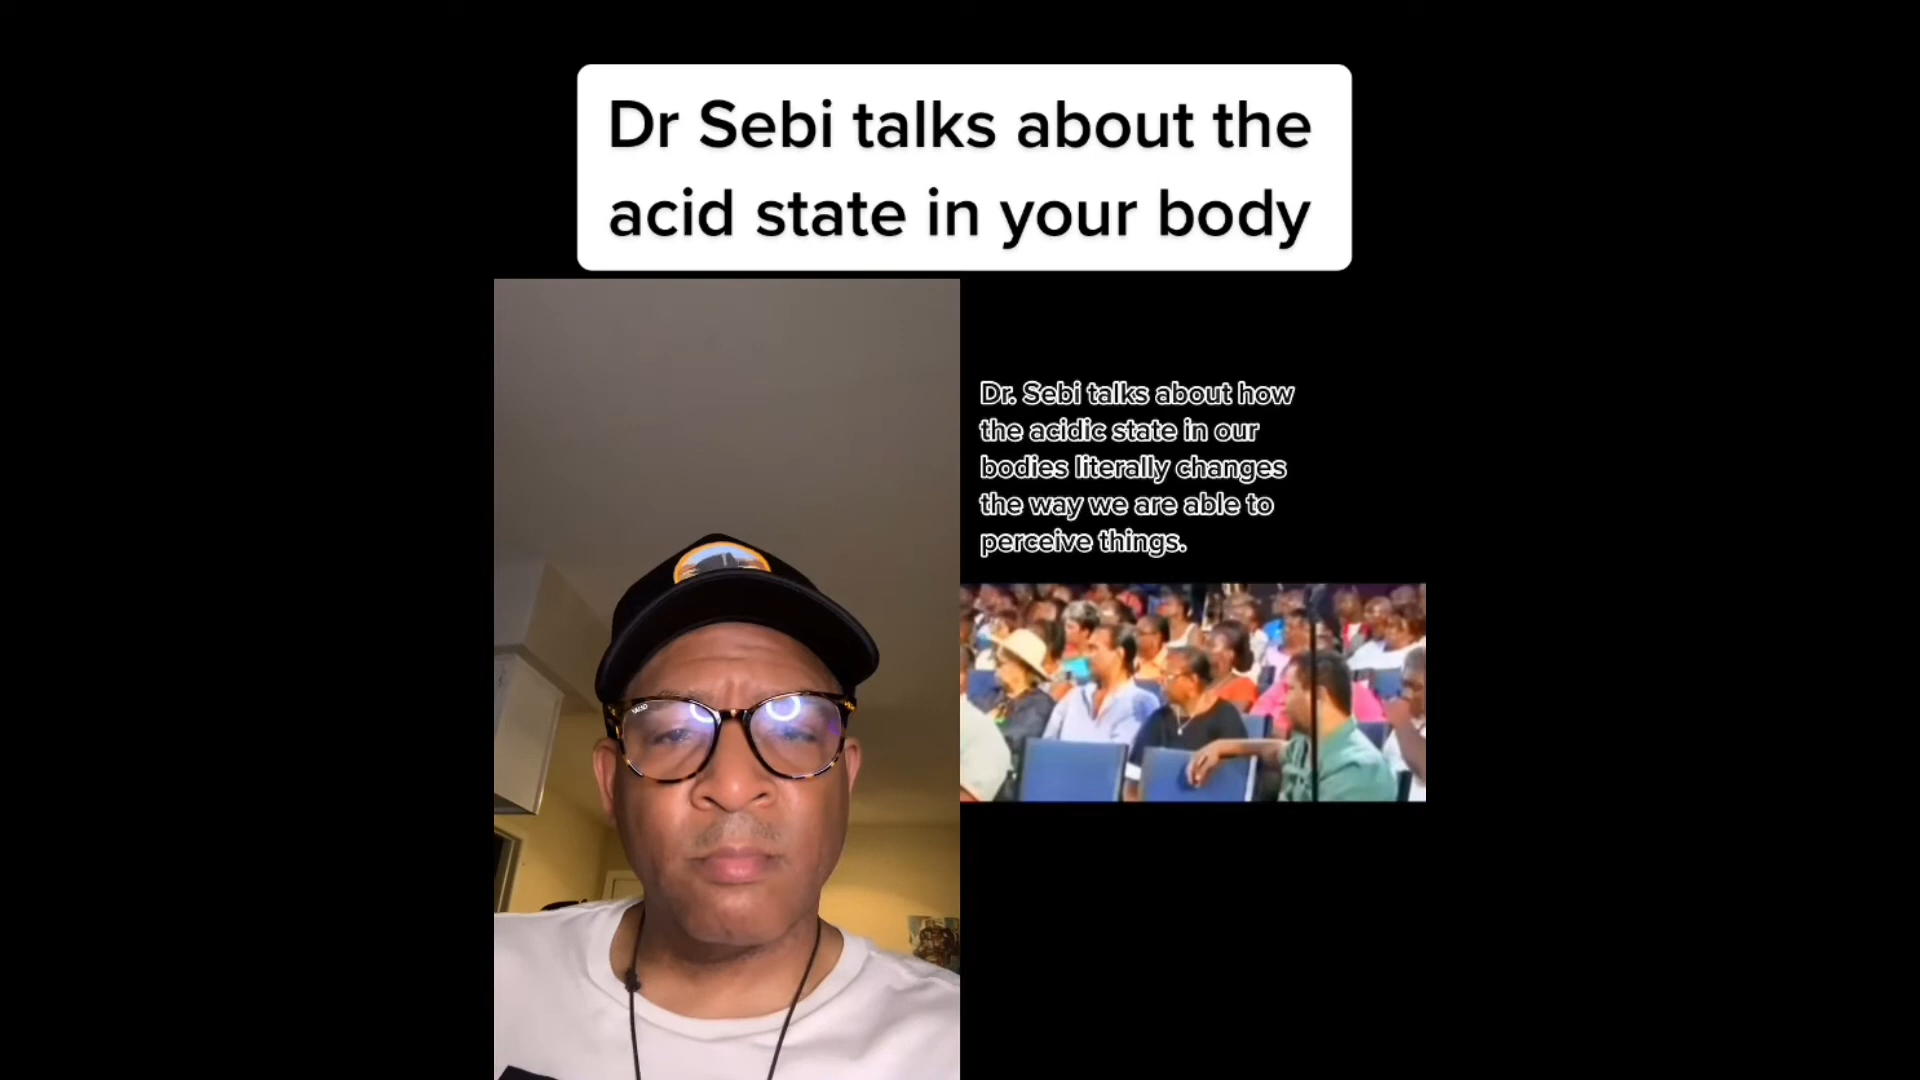 Dr Sebi talks about the
acid state in your body
Dr. Sebi talks about how
the acidic state in our
bodies literally changes
the way we are able to
perceive things.